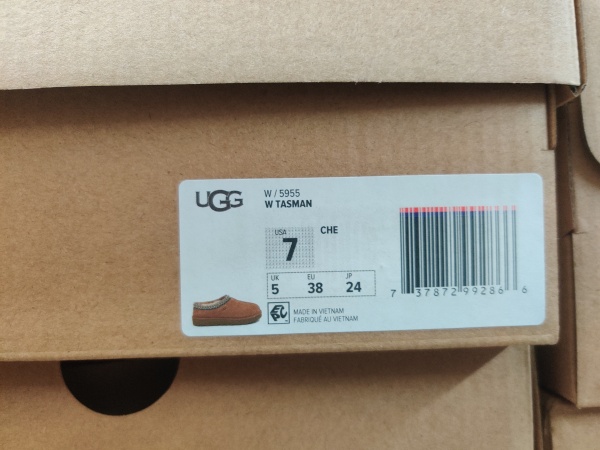 UGG
W / 5955
W TASMAN
USA
7
CHE
UK
5
EU
38
JP
24
MADE IN VIETNAM
FABRIQUÉ AU VIETNAM
7 37872 99286 6